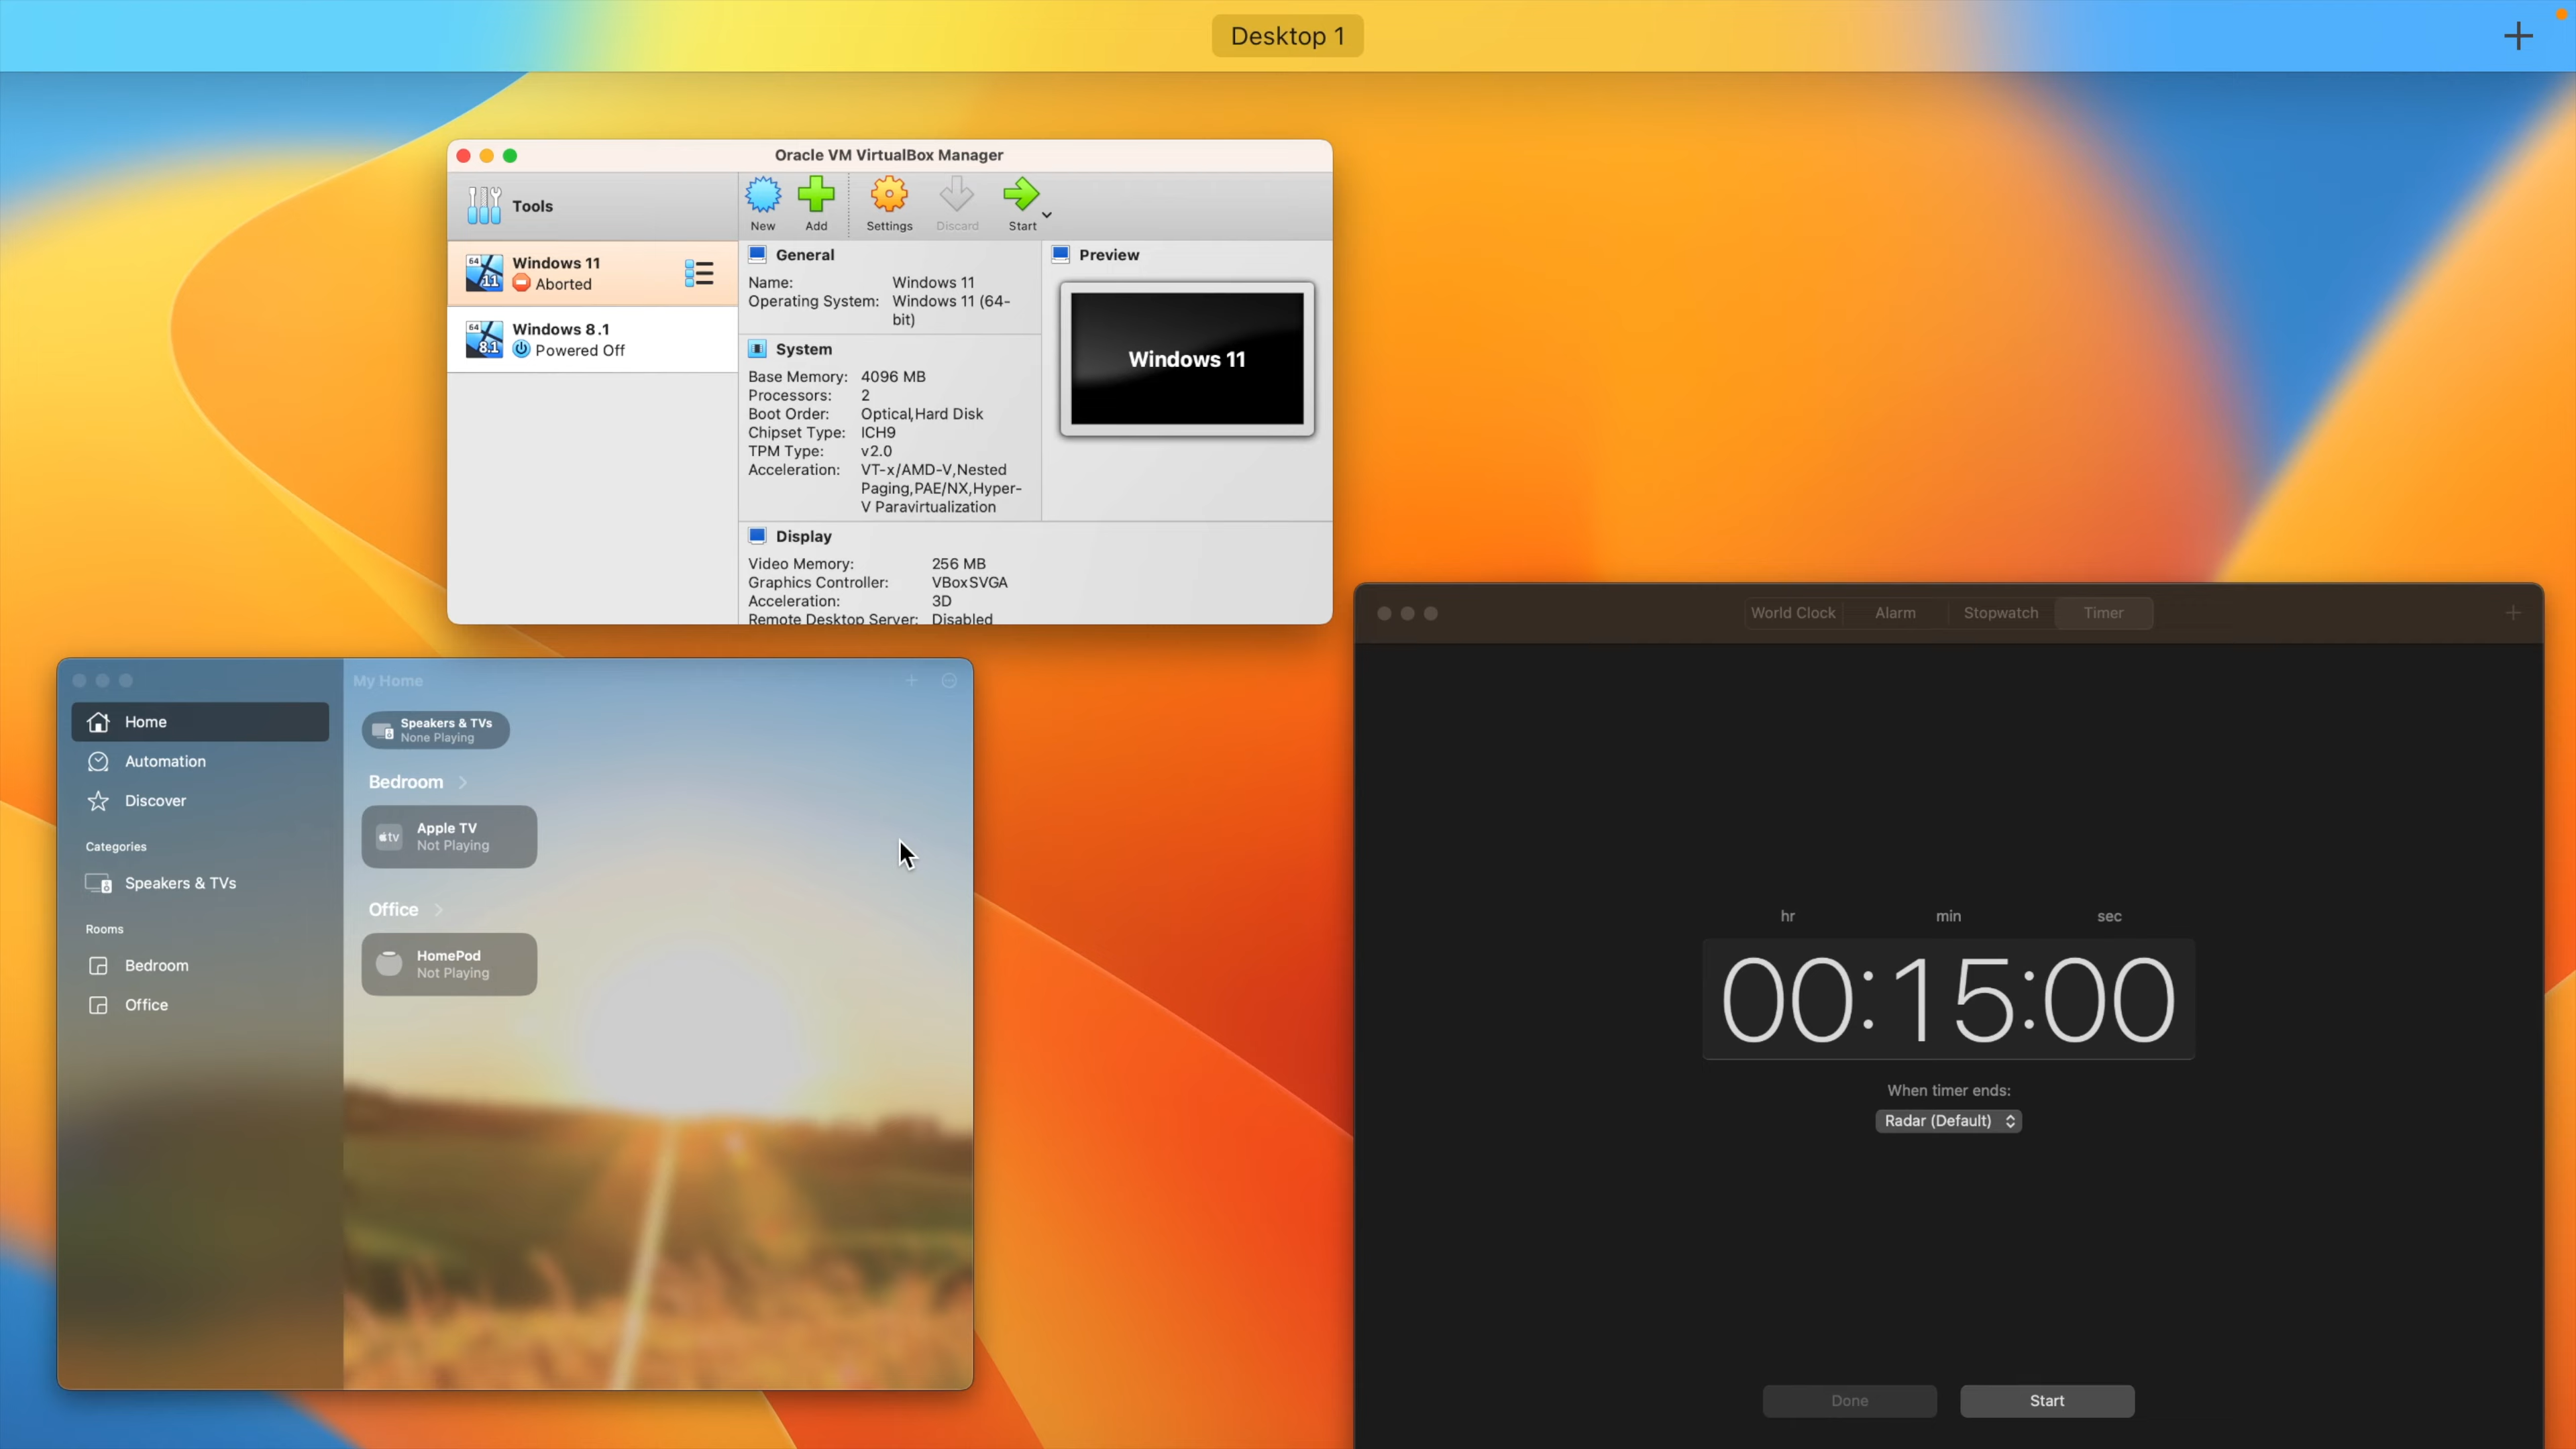 Desktop 1
Oracle VM VirtualBox Manager
Tools
New
Add
Settings
Discard
Start
64
11
Windows 11
Aborted
64
8.1
Windows 8.1
Powered Off
General
Name: Windows 11
Operating System: Windows 11 (64-
bit)
System
Base Memory: 4096 MB
Processors: 2
Boot Order: Optical,Hard Disk
Chipset Type: ICH9
TPM Type: v2.0
Acceleration: VT-x/AMD-V,Nested
Paging,PAE/NX,Hyper-
V Paravirtualization
Display
Video Memory: 256 MB
Graphics Controller: VBoxSVGA
Acceleration: 3D
Remote Desktop Server: Disabled
Preview
Windows 11
My Home
Home
Automation
Discover
Categories
Speakers & TVs
Rooms
Bedroom
Office
Speakers & TVs
None Playing
Bedroom
tv
Apple TV
Not Playing
Office
HomePod
Not Playing
World Clock
Alarm
Stopwatch
Timer
hr min sec
00:15:00
When timer ends:
Radar (Default)
Done
Start